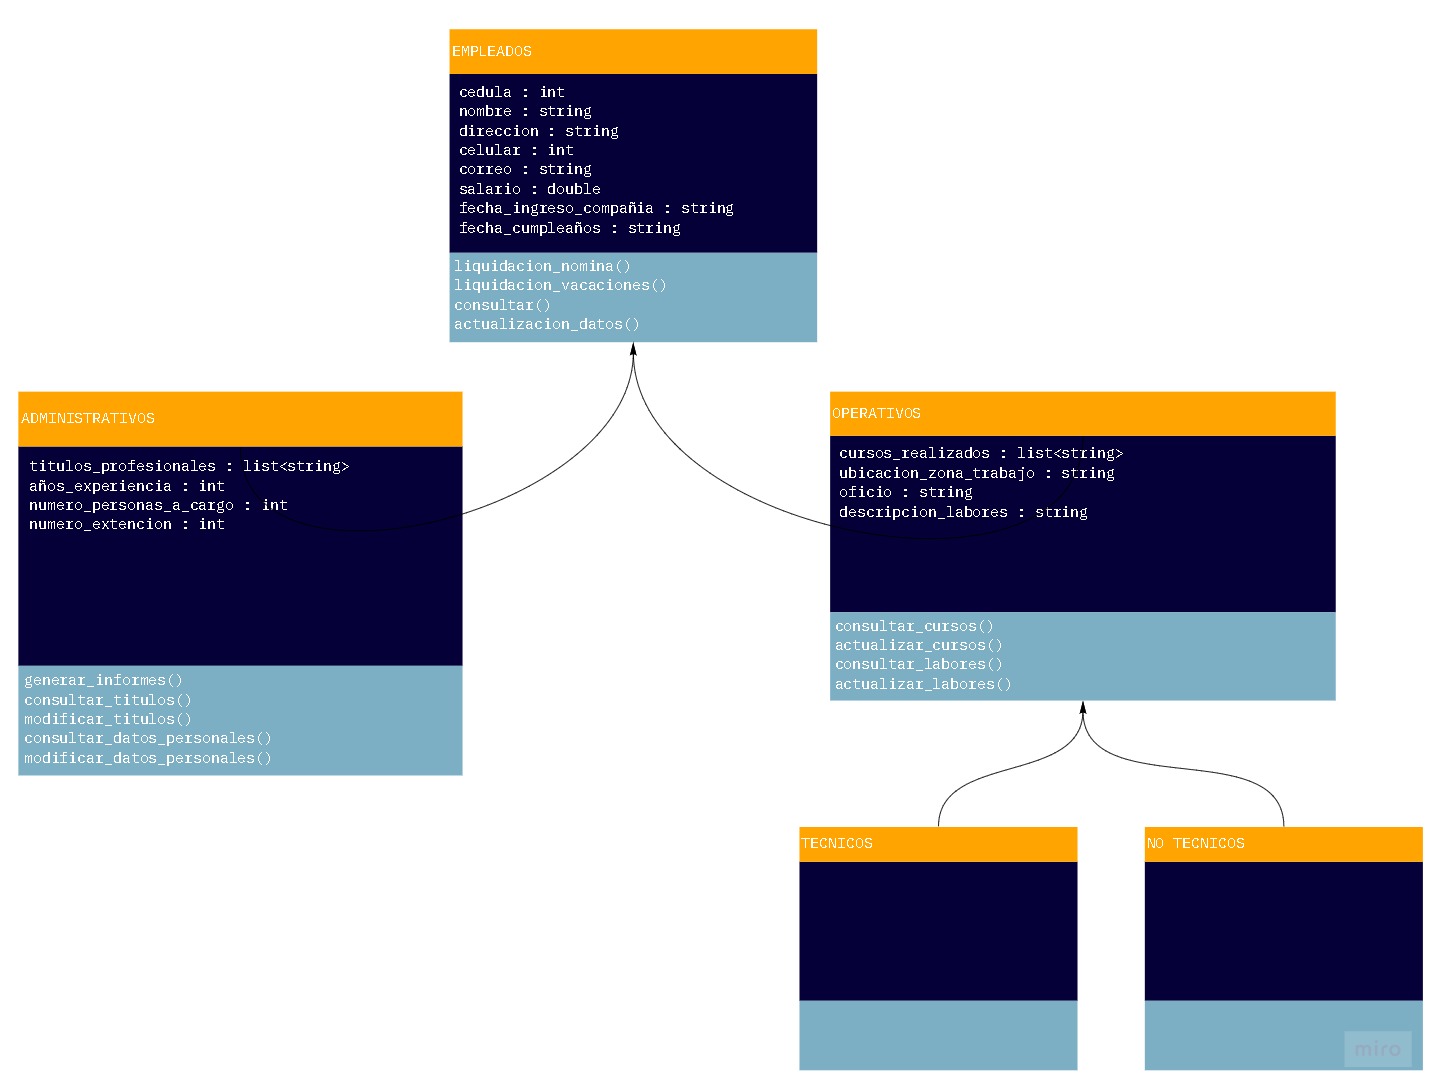 EMPLEADOS
cedula : int
nombre : string
direccion : string
celular : int
correo : string
salario : double
fecha_ingreso_compañia : string
fecha_cumpleaños : string
liquidacion_nomina()
liquidacion_vacaciones()
consultar()
actualizacion_datos()
ADMINISTRATIVOS
titulos_profesionales : list<string>
años_experiencia : int
numero_personas_a_cargo : int
numero_extencion : int
generar_informes()
consultar_titulos()
modificar_titulos()
consultar_datos_personales()
modificar_datos_personales()
OPERATIVOS
cursos_realizados : list<string>
ubicacion_zona_trabajo : string
oficio : string
descripcion_labores : string
consultar_cursos()
actualizar_cursos()
consultar_labores()
actualizar_labores()
TECNICOS
NO TECNICOS
miro